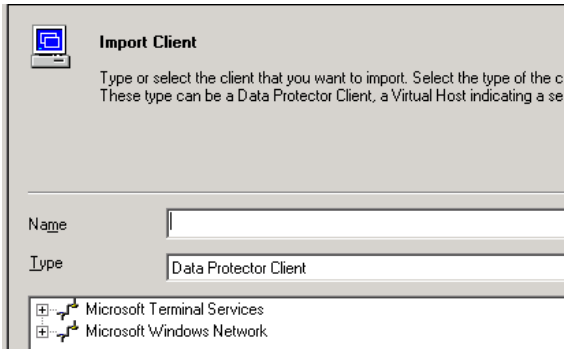 Import Client
Type or select the client that you want to import. Select the type of the c
These type can be a Data Protector Client, a Virtual Host indicating a se
Name
Type
Data Protector Client
Microsoft Terminal Services
Microsoft Windows Network